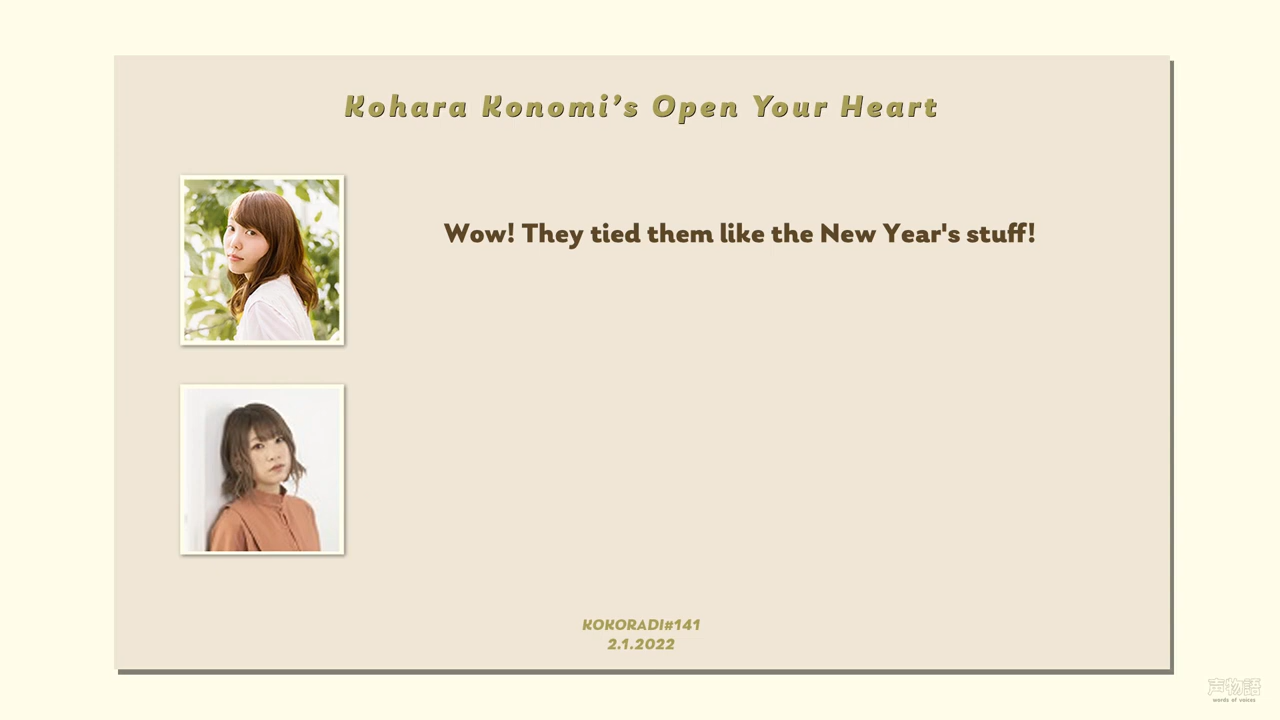 Kohara Konomi’s Open Your Heart
Wow! They tied them like the New Year's stuff!
KOKORADI#141
2.1.2022
声物語
words of voices